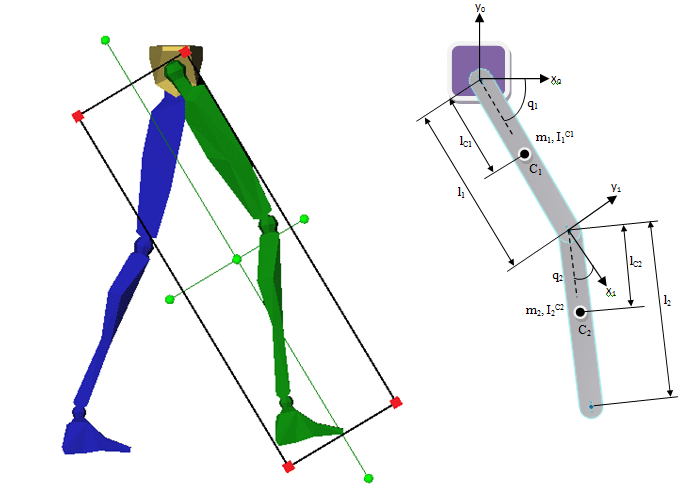 y0
x0
q1
lC1
m1, I1C1
C1
l1
y1
lC2
q2
x1
l2
m2, I2C2
C2